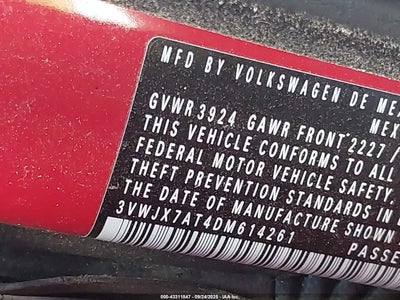 MFD BY VOLKSWAGEN DE ME
MEX
GVWR 3924 GAWR FRONT 2227 /
THIS VEHICLE CONFORMS TO ALL
FEDERAL MOTOR VEHICLE SAFETY,
THEFT PREVENTION STANDARDS IN
THE DATE OF MANUFACTURE SHOWN
3VWJX7AT4DM614261
PASSE
000-43311847 - 09/24/2025 - IAA Inc.